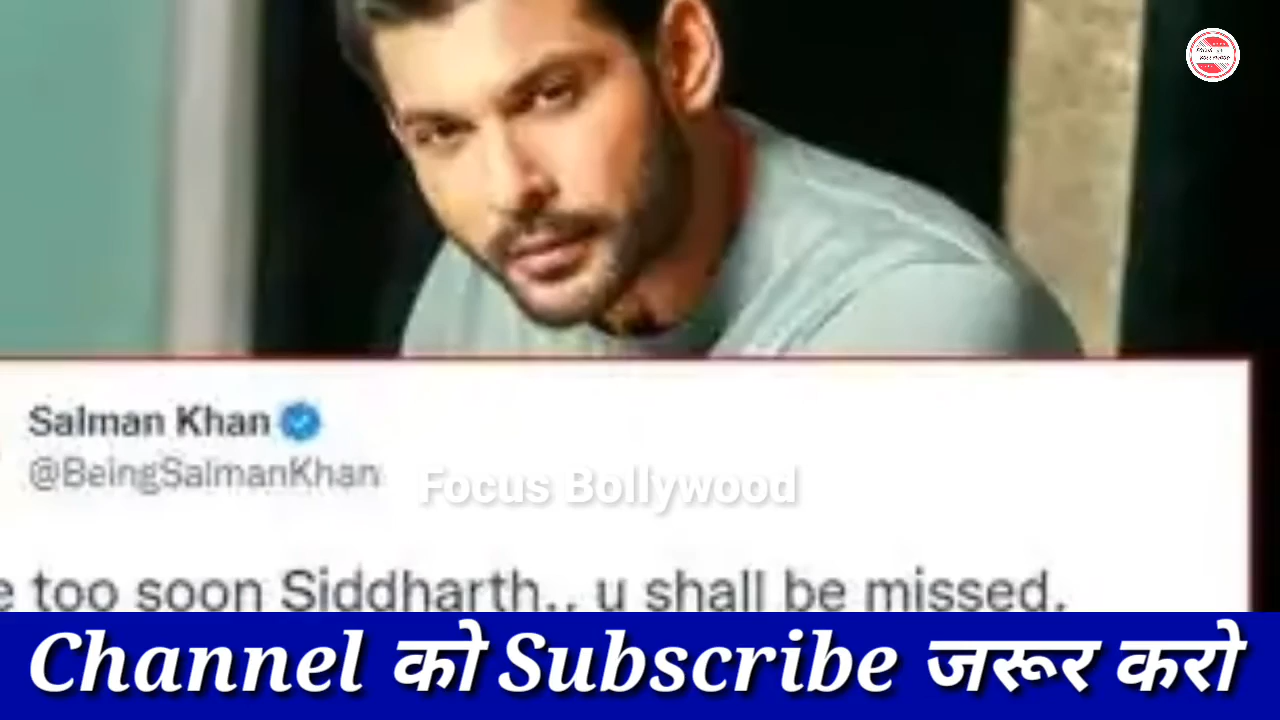 Salman Khan
@BeingSalmanKhan
Focus Bollywood
too soon Siddharth.. u shall be missed.
Channel को Subscribe जरूर करो